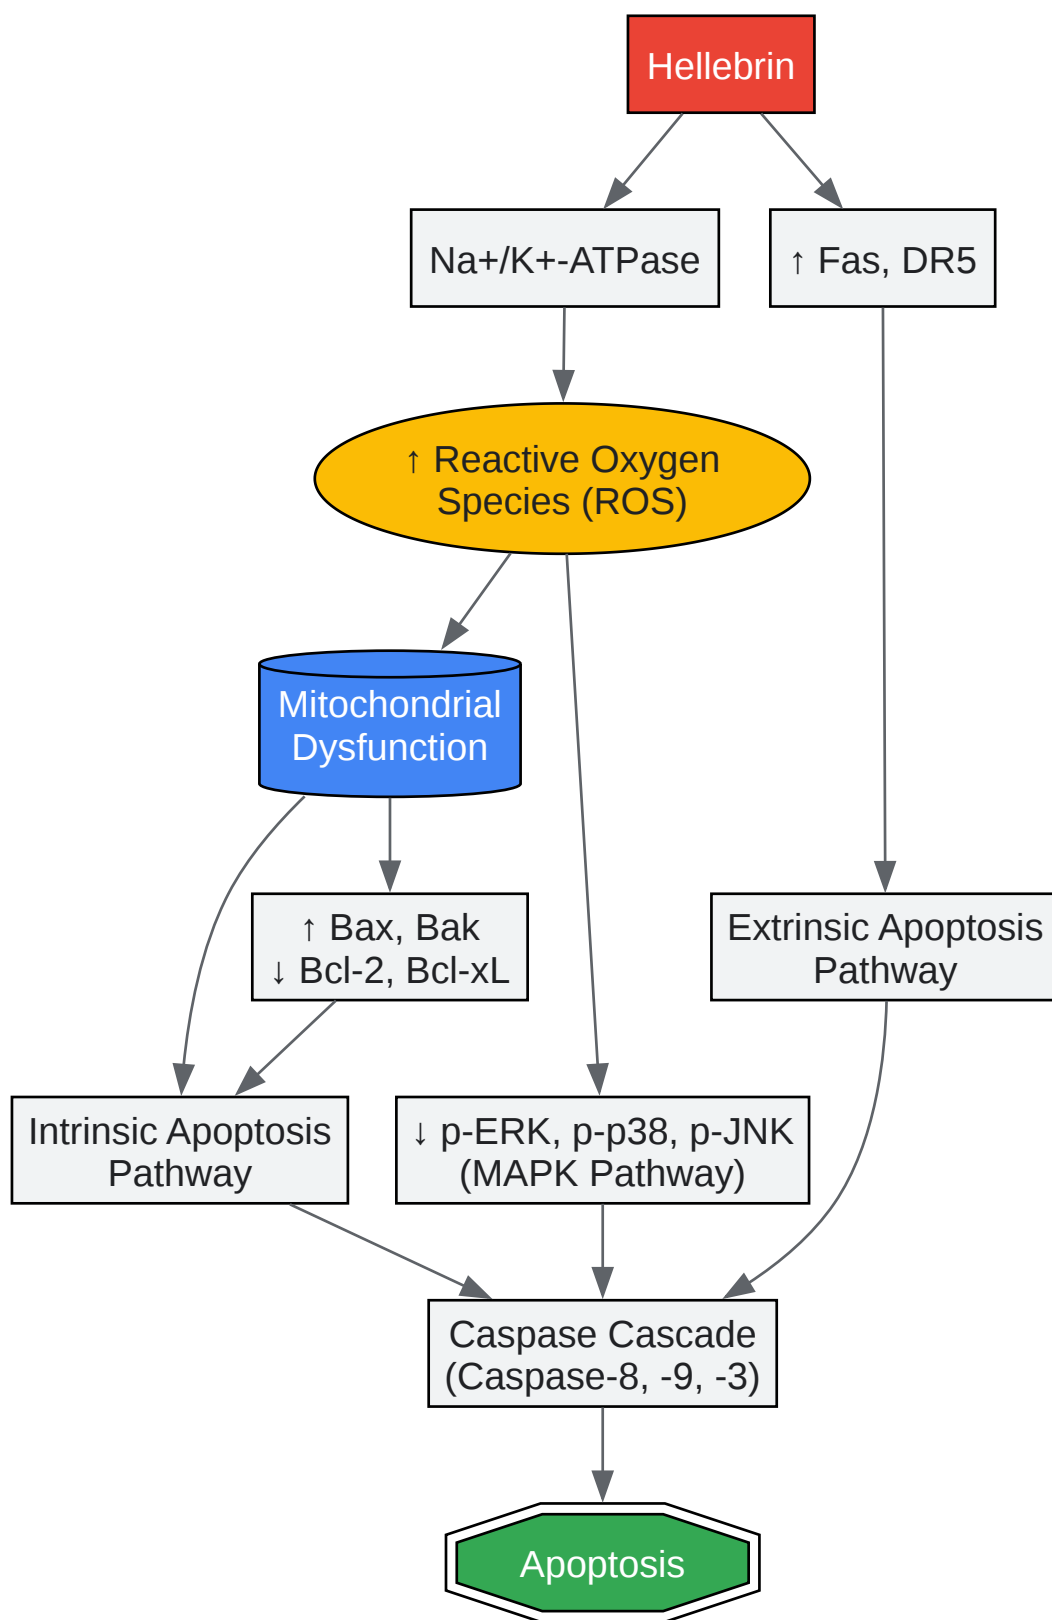 Hellebrin
Na+/K+-ATPase
↑ Fas, DR5
↑ Reactive Oxygen
Species (ROS)
Mitochondrial
Dysfunction
↑ Bax, Bak
↓ Bcl-2, Bcl-xL
Extrinsic Apoptosis
Pathway
Intrinsic Apoptosis
Pathway
↓ p-ERK, p-p38, p-JNK
(MAPK Pathway)
Caspase Cascade
(Caspase-8, -9, -3)
Apoptosis